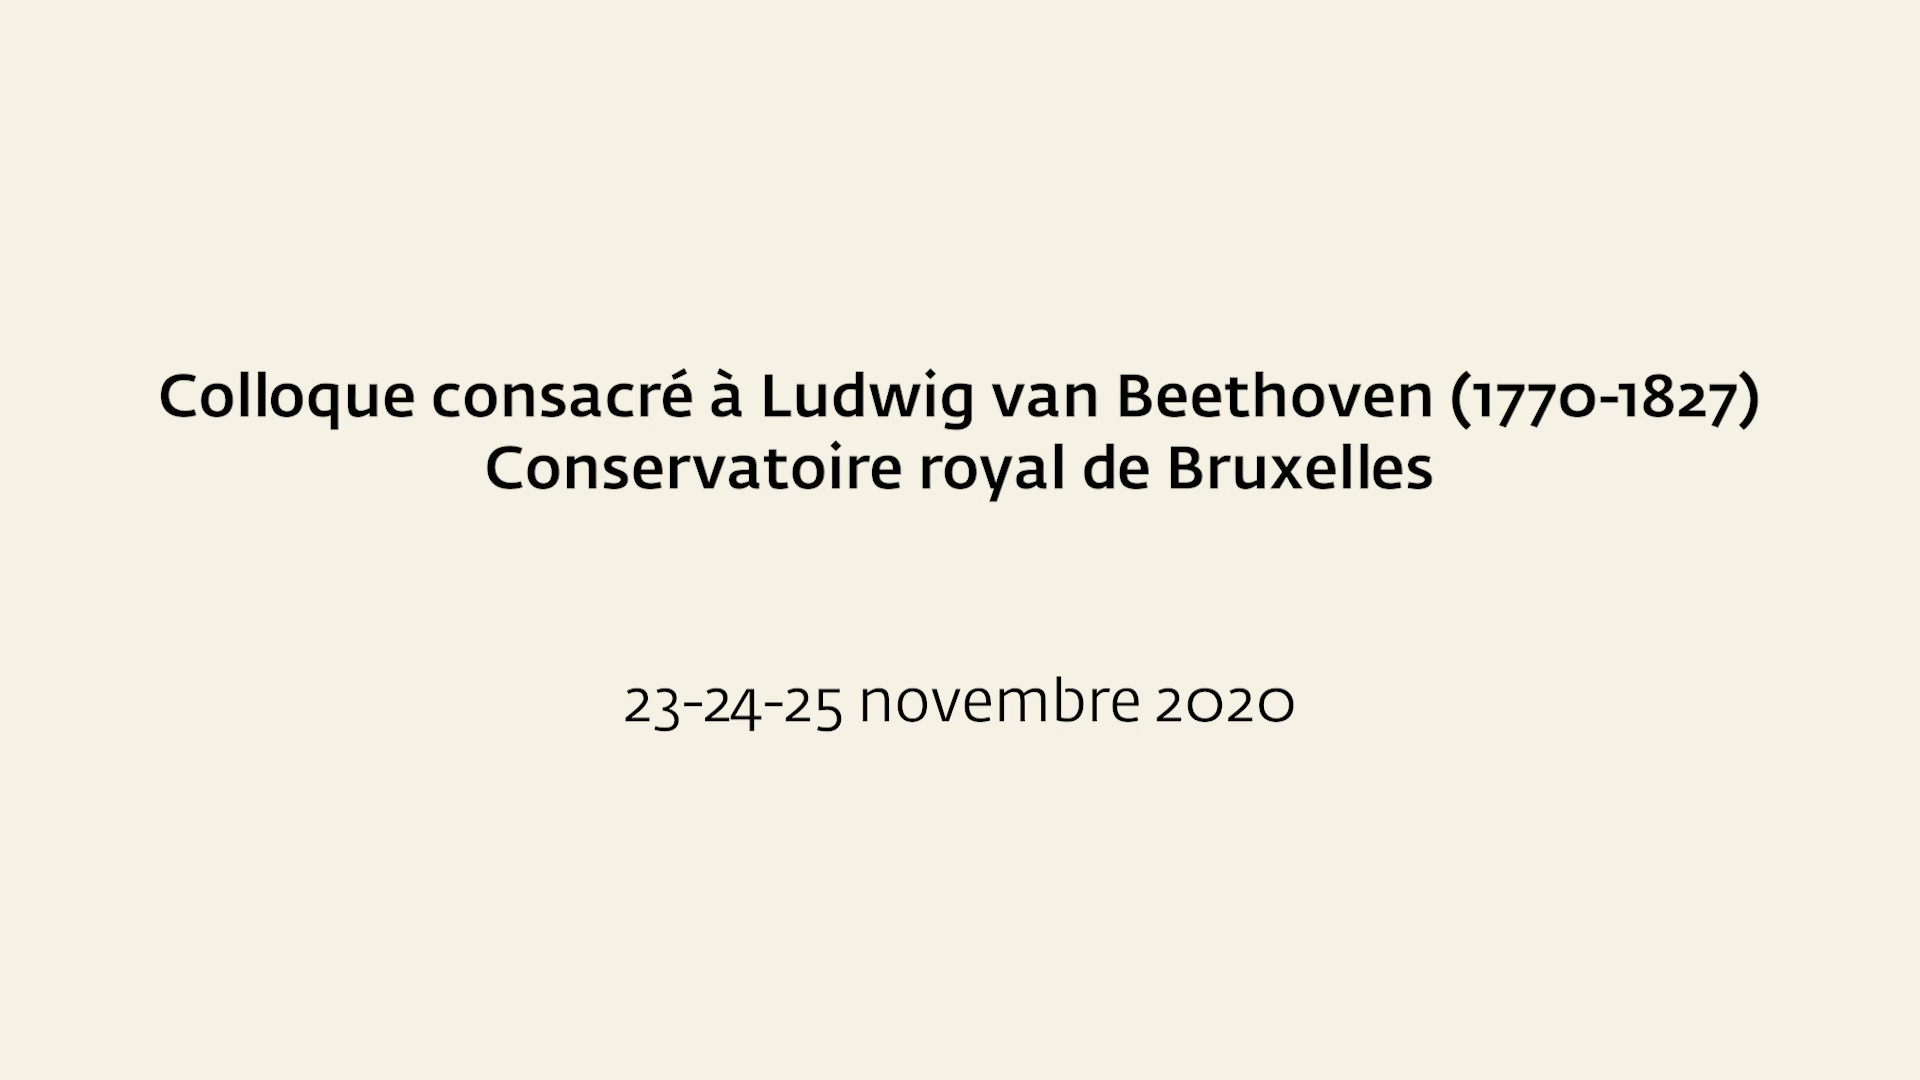 Colloque consacré à Ludwig van Beethoven (1770-1827)
Conservatoire royal de Bruxelles
23-24-25 novembre 2020